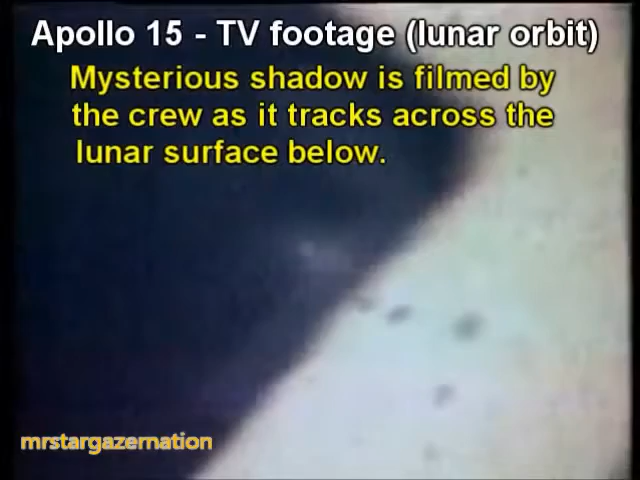 Apollo 15 - TV footage (lunar orbit)
Mysterious shadow is filmed by
the crew as it tracks across the
lunar surface below.
mrstargazernation